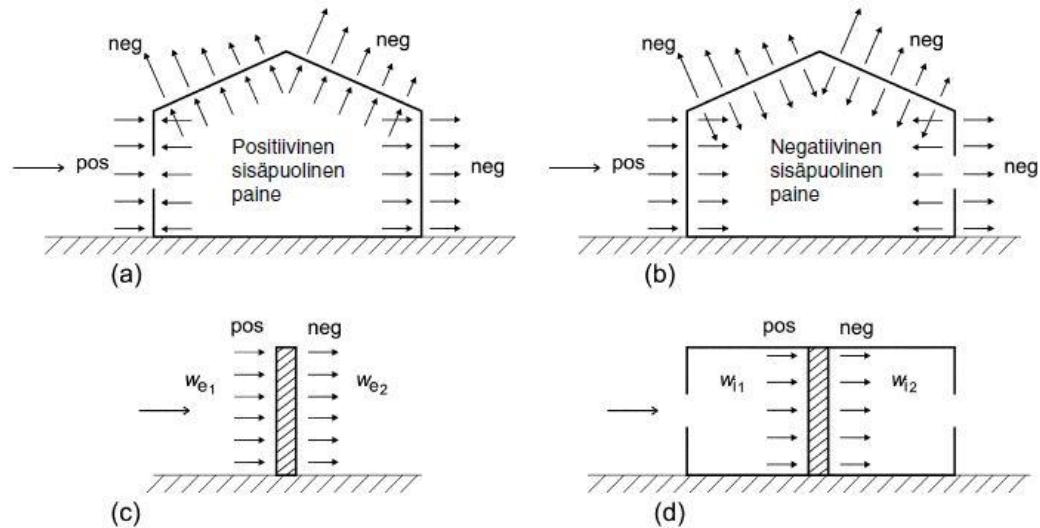 neg
neg
pos
Positiivinen
sisäpuolinen
paine
neg
(a)
neg
neg
pos
Negatiivinen
sisäpuolinen
paine
neg
(b)
pos neg
we1 we2
(c)
pos neg
wi1 wi2
(d)